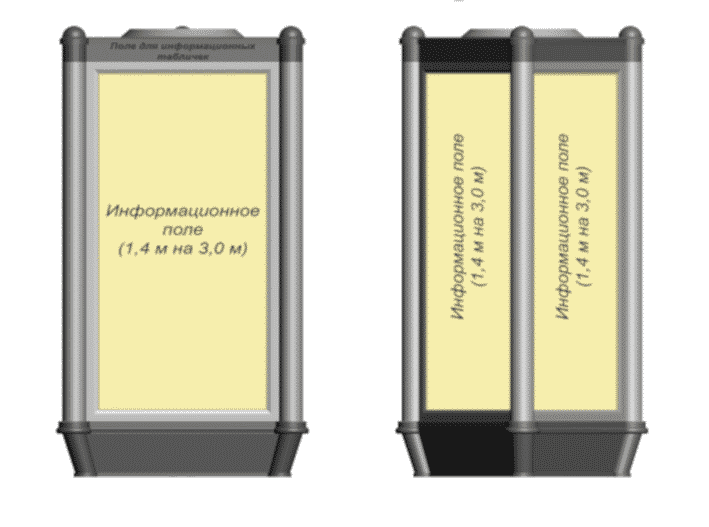 Поле для информационных
табличек
Информационное
поле
(1,4 м на 3,0 м)
Информационное поле
(1,4 м на 3,0 м)
Информационное поле
(1,4 м на 3,0 м)